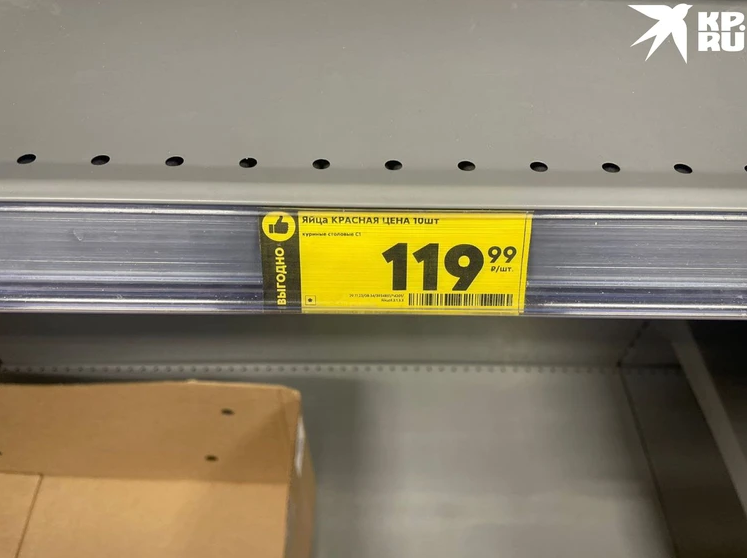 KP.
RU
ВЫГОДНО
Яйца КРАСНАЯ ЦЕНА 10шт
куриные столовые С1
119 99
₽/шт.